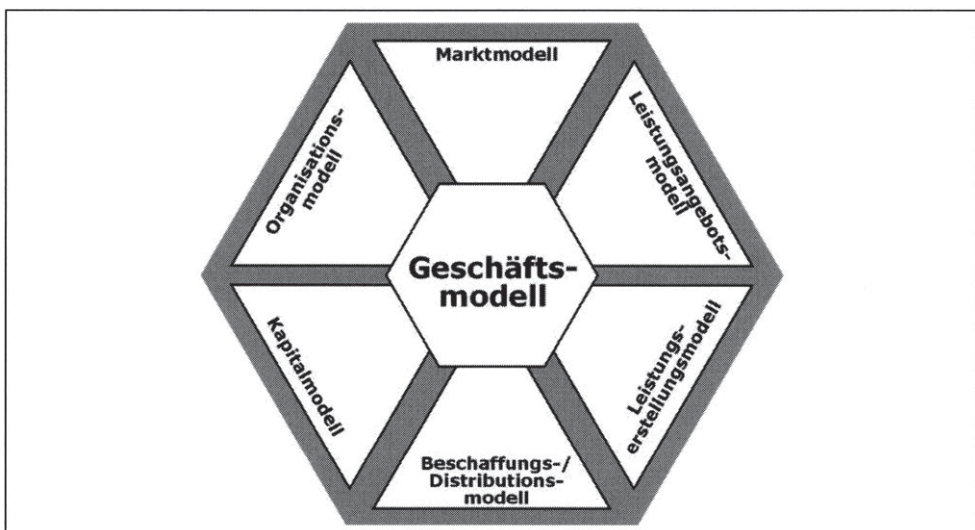 Marktmodell
Leistungsangebots-
modell
Leistungs-
erstellungsmodell
Beschaffungs-/
Distributions-
modell
Kapitalmodell
Organisations-
modell
Geschäfts-
modell